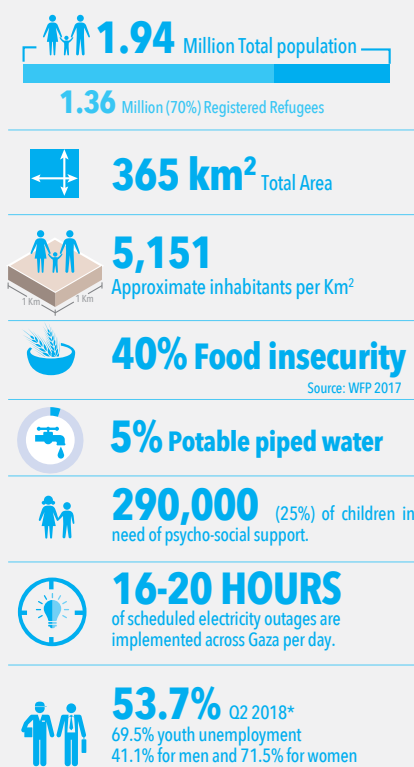 1.94 Million Total population
1.36 Million (70%) Registered Refugees
365 km² Total Area
5,151
Approximate inhabitants per Km²
1 Km 1 Km
40% Food insecurity
Source: WFP 2017
5% Potable piped water
290,000 (25%) of children in
need of psycho-social support.
16-20 HOURS
of scheduled electricity outages are
implemented across Gaza per day.
53.7% Q2 2018*
69.5% youth unemployment
41.1% for men and 71.5% for women